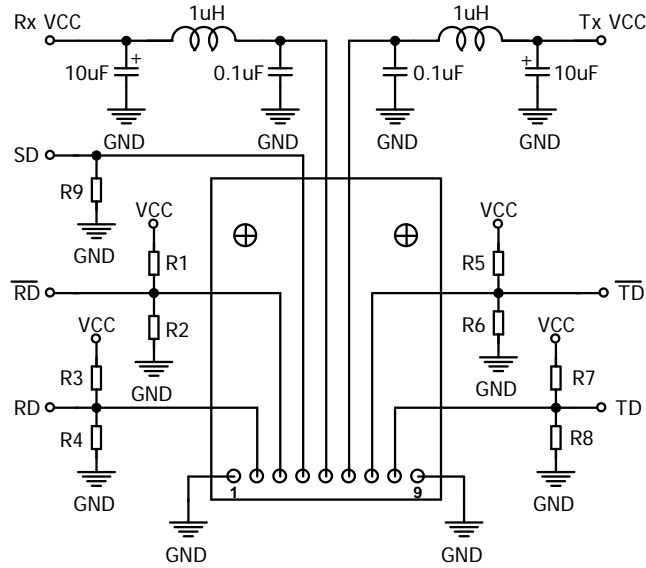 Rx VCC 1uH 1uH Tx VCC
10uF + 0.1uF 0.1uF + 10uF
GND GND GND GND
SD
R9 VCC VCC
GND R1 R5
R̅D̅ T̅D̅
VCC R2 R6 VCC
R3 GND GND R7
RD TD
R4 R8
GND 1 9 GND
GND GND